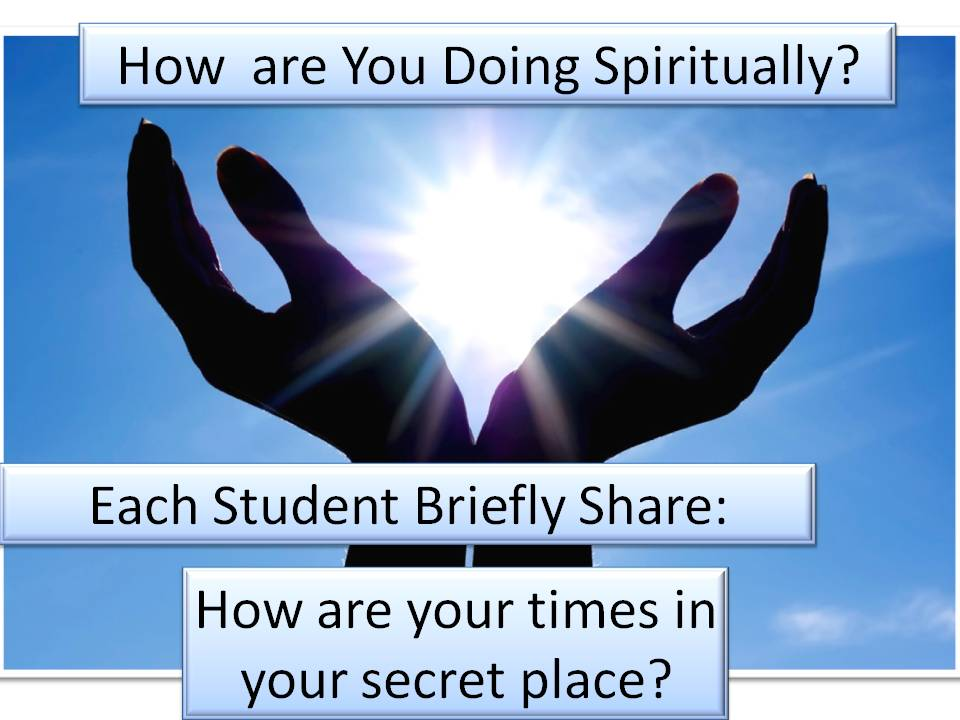 How  are You Doing Spiritually?
Each Student Briefly Share:
How are your times in
your secret place?